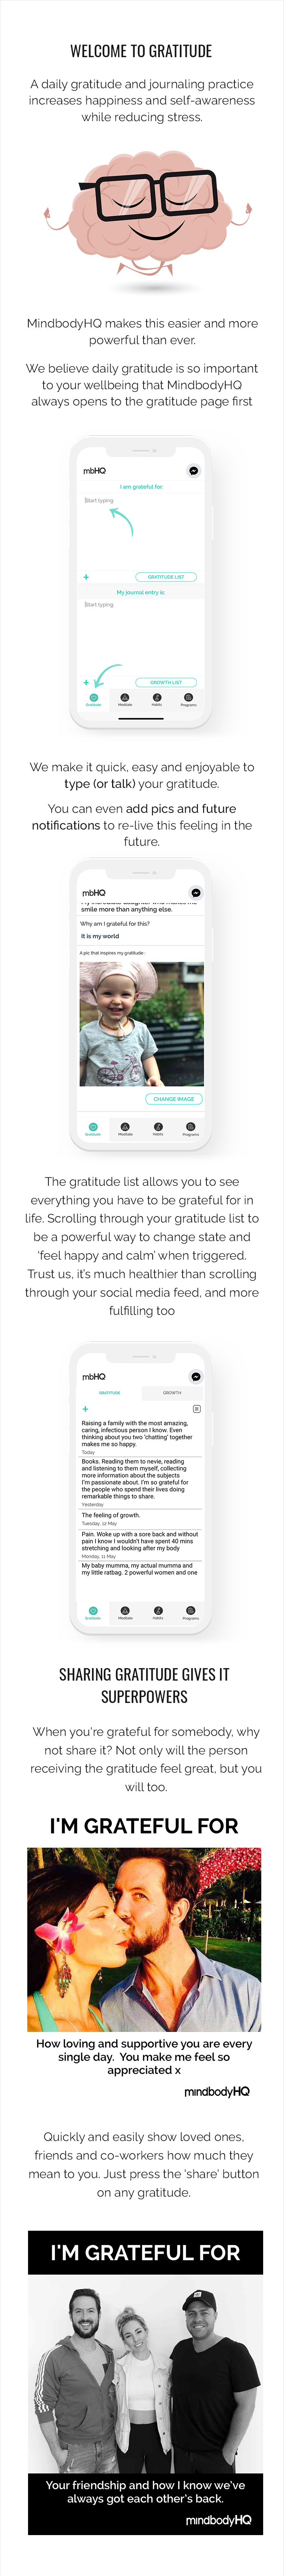 WELCOME TO GRATITUDE
A daily gratitude and journaling practice
increases happiness and self-awareness
while reducing stress.
MindbodyHQ makes this easier and more
powerful than ever.
We believe daily gratitude is so important
to your wellbeing that MindbodyHQ
always opens to the gratitude page first
mbHQ
I am grateful for:
Start typing
+
GRATITUDE LIST
My journal entry is:
Start typing
+
GROWTH LIST
Gratitude
Meditate
Habits
Programs
We make it quick, easy and enjoyable to
type (or talk) your gratitude.
You can even add pics and future
notifications to re-live this feeling in the
future.
mbHQ
smile more than anything else.
Why am I grateful for this?
It is my world
A pic that inspires my gratitude:
CHANGE IMAGE
Gratitude
Meditate
Habits
Programs
The gratitude list allows you to see
everything you have to be grateful for in
life. Scrolling through your gratitude list to
be a powerful way to change state and
'feel happy and calm' when triggered.
Trust us, it's much healthier than scrolling
through your social media feed, and more
fulfilling too
mbHQ
GRATITUDE
GROWTH
+
Raising a family with the most amazing,
caring, infectious person I know. Even
thinking about you two 'chatting' together
makes me so happy.
Today
Books. Reading them to nevie, reading
and listening to them myself, collecting
more information about the subjects
I'm passionate about. I'm so grateful for
the people who spend their lives doing
remarkable things to share.
Yesterday
The feeling of growth.
Tuesday, 12 May
Pain. Woke up with a sore back and without
pain I know I wouldn't have spent 40 mins
stretching and looking after my body
Monday, 11 May
My baby mumma, my actual mumma and
my little ratbag. 2 powerful women and one
Gratitude
Meditate
Habits
Programs
SHARING GRATITUDE GIVES IT
SUPERPOWERS
When you're grateful for somebody, why
not share it? Not only will the person
receiving the gratitude feel great, but you
will too.
I'M GRATEFUL FOR
How loving and supportive you are every
single day. You make me feel so
appreciated x
mindbodyHQ
Quickly and easily show loved ones,
friends and co-workers how much they
mean to you. Just press the 'share' button
on any gratitude.
I'M GRATEFUL FOR
Your friendship and how I know we've
always got each other's back.
mindbodyHQ